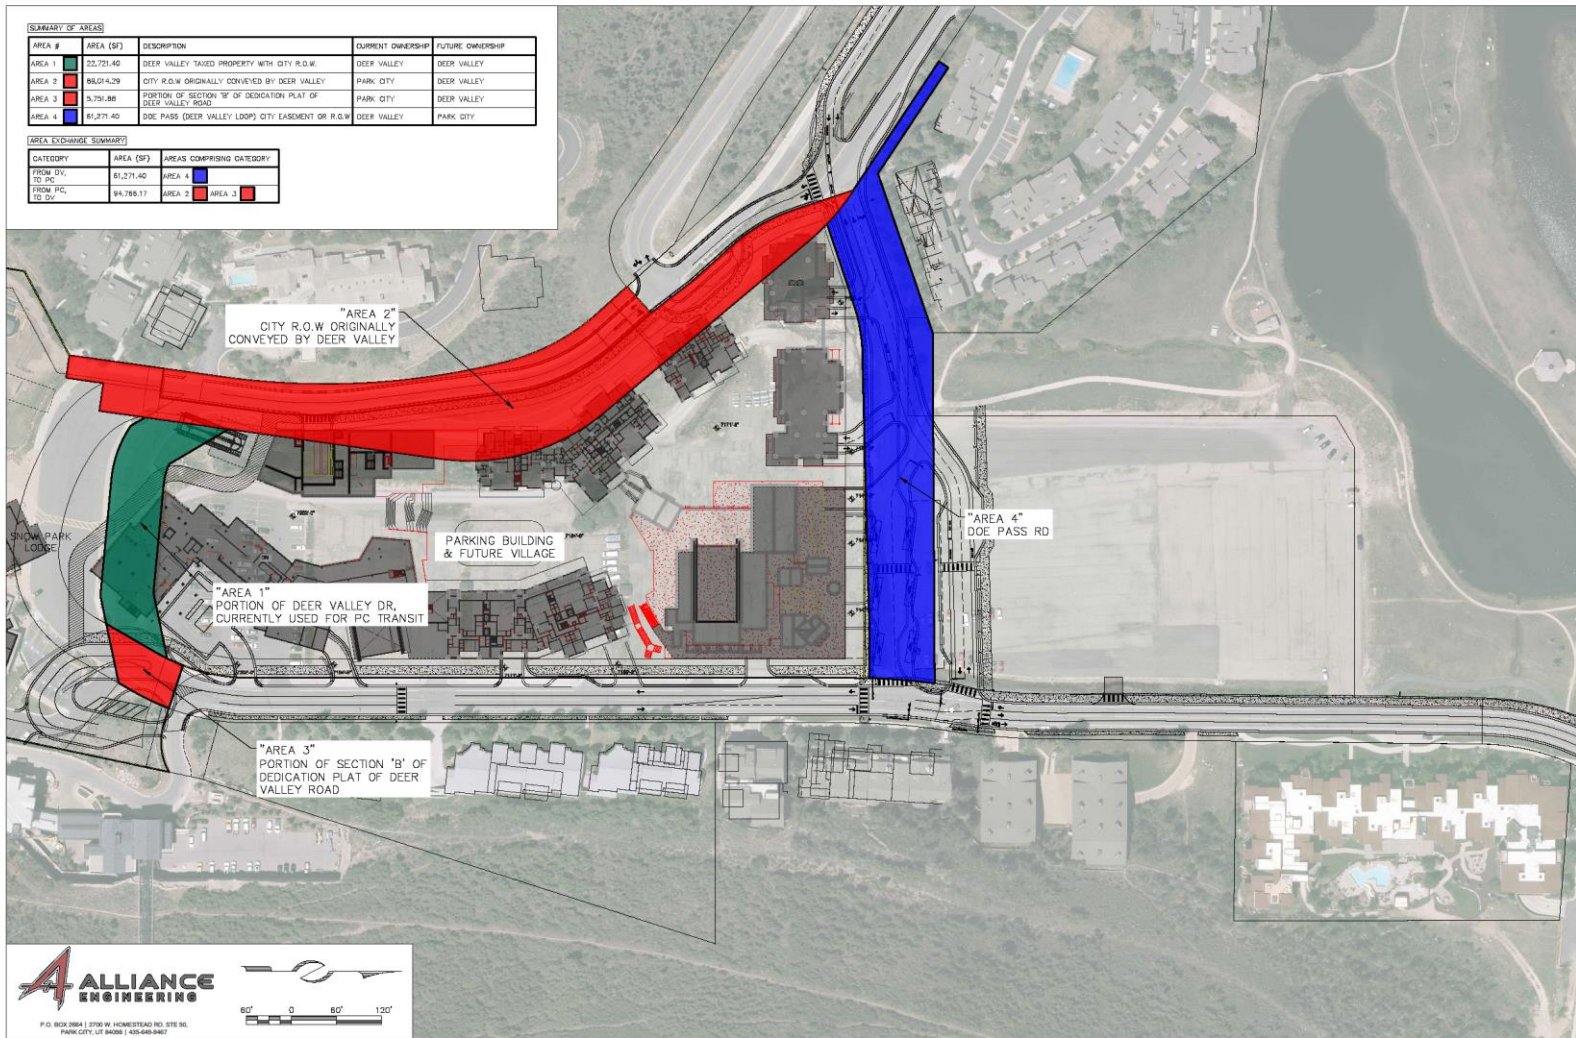 SUMMARY OF AREAS
AREA # AREA (SF) DESCRIPTION CURRENT OWNERSHIP FUTURE OWNERSHIP
AREA 1 22,721.40 DEER VALLEY TAXED PROPERTY WITH CITY R.O.W. DEER VALLEY DEER VALLEY
AREA 2 89,014.29 CITY R.O.W ORIGINALLY CONVEYED BY DEER VALLEY PARK CITY DEER VALLEY
AREA 3 5,751.88 PORTION OF SECTION 'B' OF DEDICATION PLAT OF PARK CITY DEER VALLEY
DEER VALLEY ROAD
AREA 4 61,271.40 DOE PASS (DEER VALLEY LOOP) CITY EASEMENT OR R.O.W DEER VALLEY PARK CITY
AREA EXCHANGE SUMMARY
CATEGORY AREA (SF) AREAS COMPRISING CATEGORY
FROM DV, 61,271.40 AREA 4
TO PC
FROM PC, 94,766.17 AREA 2 AREA 3
TO DV
"AREA 2"
CITY R.O.W ORIGINALLY
CONVEYED BY DEER VALLEY
"AREA 4"
DOE PASS RD
SNOW PARK
LODGE
PARKING BUILDING
& FUTURE VILLAGE
"AREA 1"
PORTION OF DEER VALLEY DR,
CURRENTLY USED FOR PC TRANSIT
"AREA 3"
PORTION OF SECTION 'B' OF
DEDICATION PLAT OF DEER
VALLEY ROAD
ALLIANCE
ENGINEERING
P.O. BOX 2664 | 2700 W. HOMESTEAD RD. STE 50,
PARK CITY, UT 84098 | 435-649-9467
60' 0 60' 120'